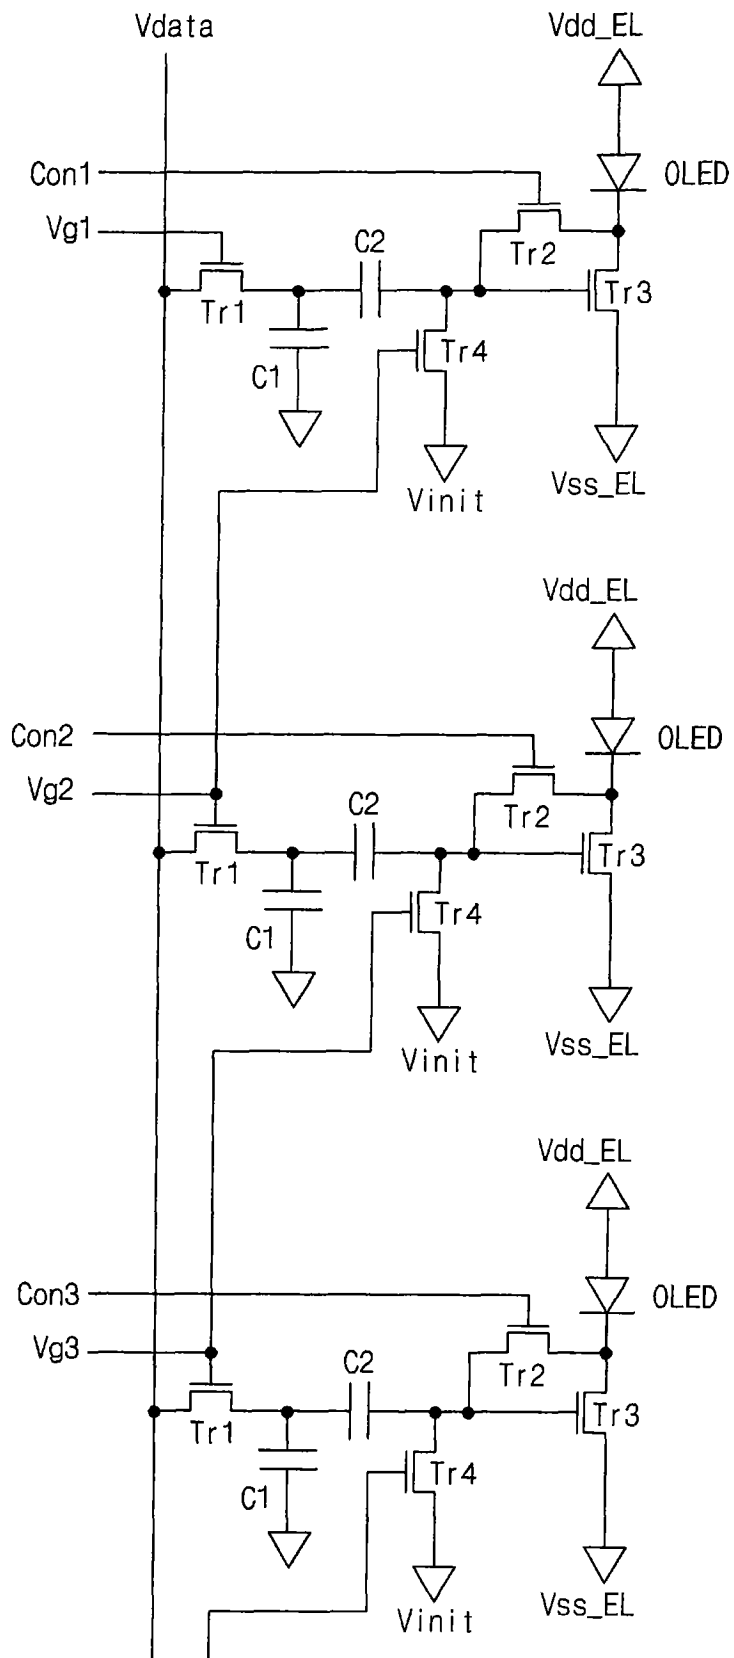 Vdata
Vdd_EL
Con1
OLED
Vg1
C2
Tr2
Tr1
Tr3
Tr4
C1
Vinit
Vss_EL
Vdd_EL
Con2
OLED
Vg2
C2
Tr2
Tr1
Tr3
Tr4
C1
Vinit
Vss_EL
Vdd_EL
Con3
OLED
Vg3
C2
Tr2
Tr1
Tr3
Tr4
C1
Vinit
Vss_EL